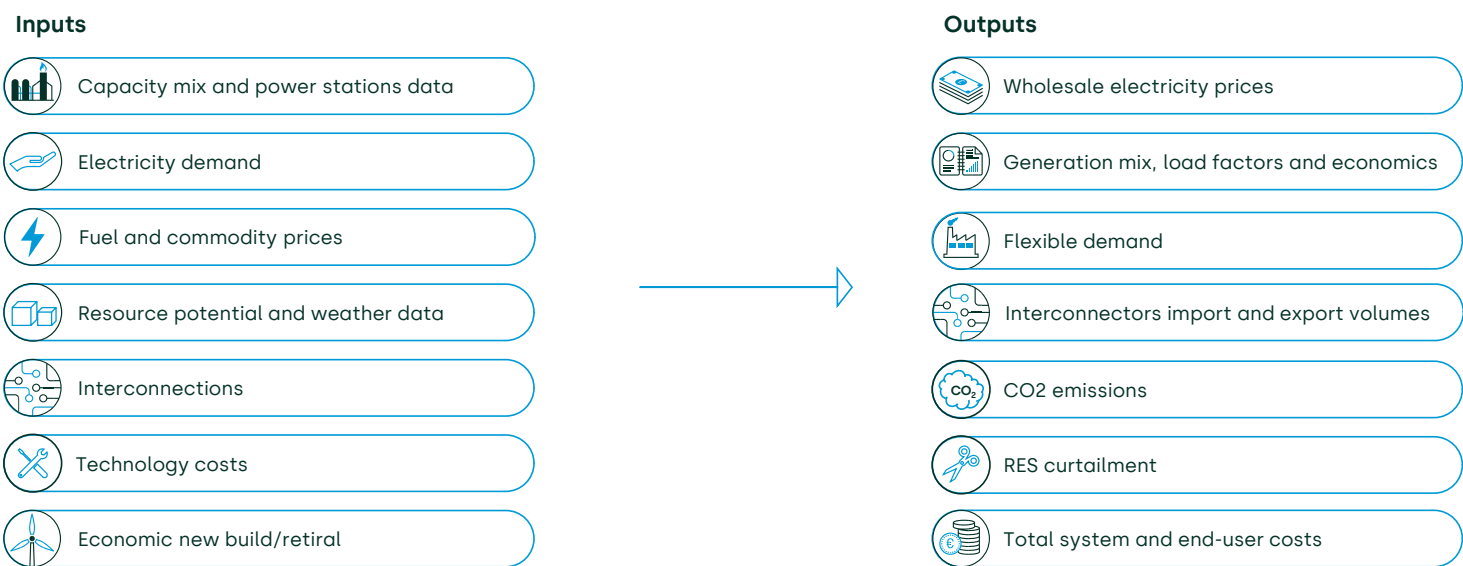 Inputs
Capacity mix and power stations data
Electricity demand
Fuel and commodity prices
Resource potential and weather data
Interconnections
Technology costs
Economic new build/retiral
Outputs
Wholesale electricity prices
Generation mix, load factors and economics
Flexible demand
Interconnectors import and export volumes
CO₂
CO2 emissions
RES curtailment
€
Total system and end-user costs